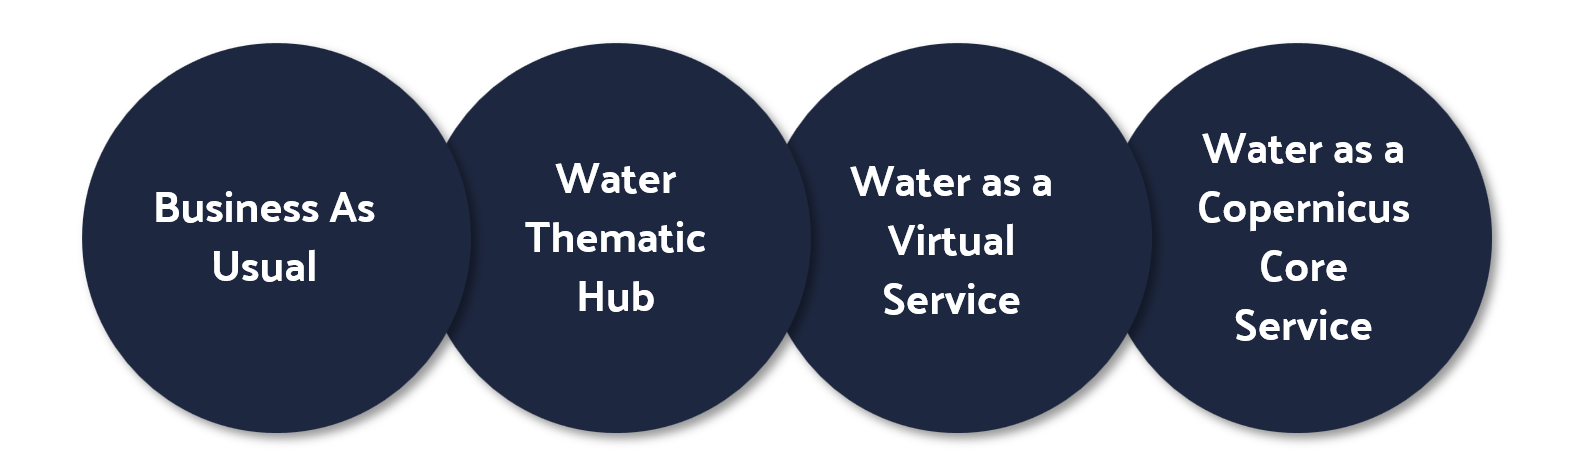 Business As
Usual
Water
Thematic
Hub
Water as a
Virtual
Service
Water as a
Copernicus
Core
Service